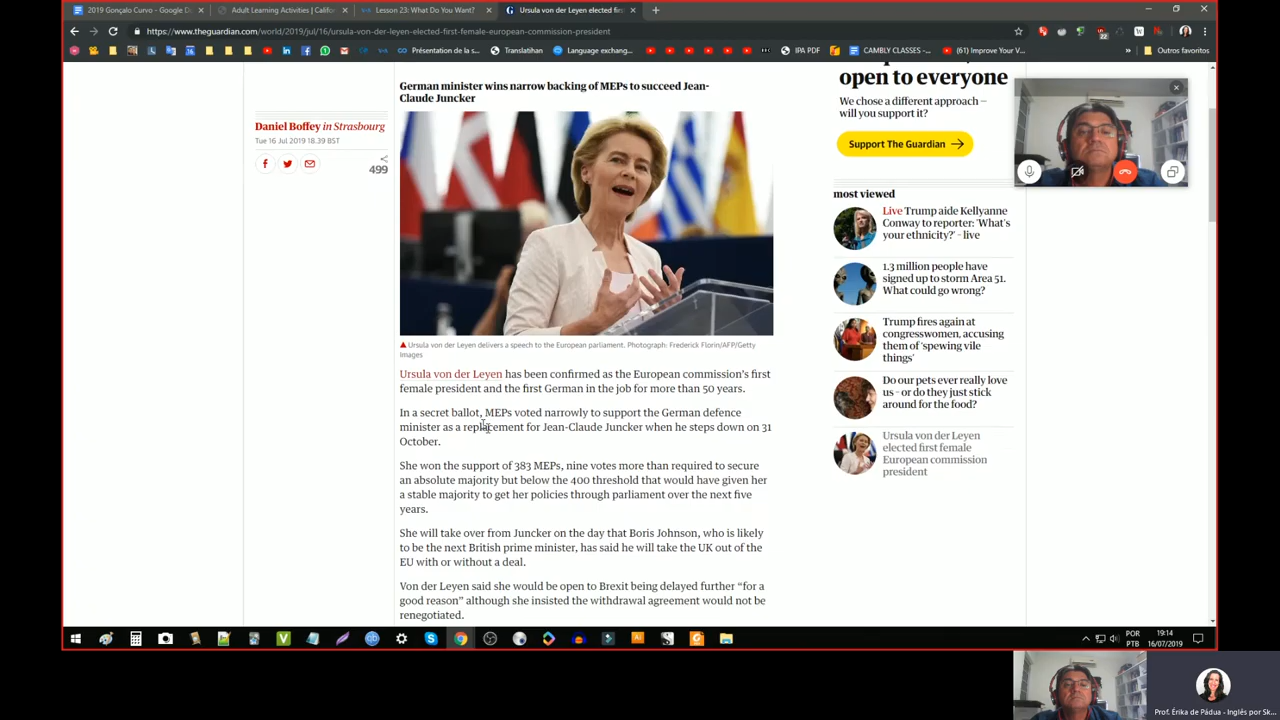 2019 Gonçalo Curvo - Google D
Adult Learning Activities | Califor
Lesson 23: What Do You Want?
Ursula von der Leyen elected firs
https://www.theguardian.com/world/2019/jul/16/ursula-von-der-leyen-elected-first-female-european-commission-president
Présentation de la s...
Translatihan
Language exchang...
IPA PDF
CAMBLY CLASSES -...
(61) Improve Your V...
Outros favoritos
German minister wins narrow backing of MEPs to succeed Jean-
Claude Juncker
Daniel Boffey in Strasbourg
Tue 16 Jul 2019 18.39 BST
499
Ursula von der Leyen delivers a speech to the European parliament. Photograph: Frederick Florin/AFP/Getty
Images
Ursula von der Leyen has been confirmed as the European commission's first
female president and the first German in the job for more than 50 years.
In a secret ballot, MEPs voted narrowly to support the German defence
minister as a replacement for Jean-Claude Juncker when he steps down on 31
October.
She won the support of 383 MEPs, nine votes more than required to secure
an absolute majority but below the 400 threshold that would have given her
a stable majority to get her policies through parliament over the next five
years.
She will take over from Juncker on the day that Boris Johnson, who is likely
to be the next British prime minister, has said he will take the UK out of the
EU with or without a deal.
Von der Leyen said she would be open to Brexit being delayed further “for a
good reason” although she insisted the withdrawal agreement would not be
renegotiated.
open to everyone
We chose a different approach —
will you support it?
Support The Guardian
most viewed
Live Trump aide Kellyanne
Conway to reporter: 'What's
your ethnicity?' – live
1.3 million people have
signed up to storm Area 51.
What could go wrong?
Trump fires again at
congresswomen, accusing
them of 'spewing vile
things'
Do our pets ever really love
us – or do they just stick
around for the food?
Ursula von der Leyen
elected first female
European commission
president
POR
PTB
19:14
16/07/2019
Prof. Érika de Pádua - Inglês por Sk...